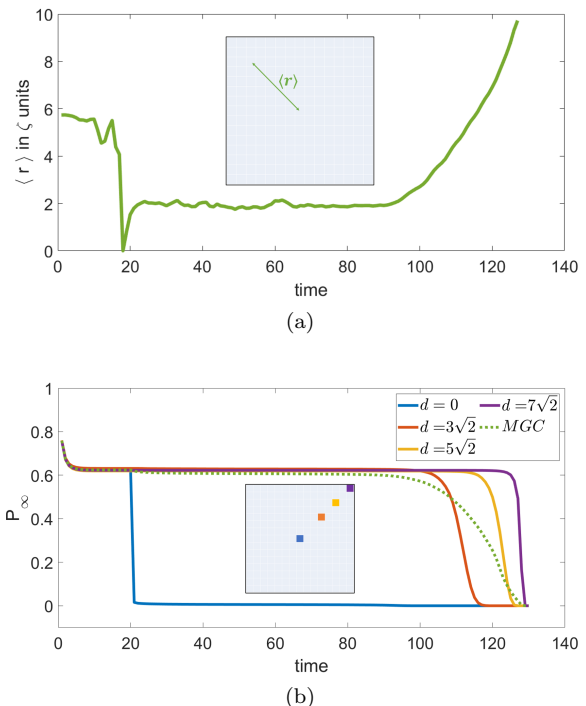 10
8
6
4
2
0
⟨ r ⟩ in ζ units
⟨r⟩
0 20 40 60 80 100 120 140
time
(a)
1
0.8
0.6
0.4
0.2
0
P∞
d = 0 d =7√2
d =3√2 MGC
d =5√2
0 20 40 60 80 100 120 140
time
(b)